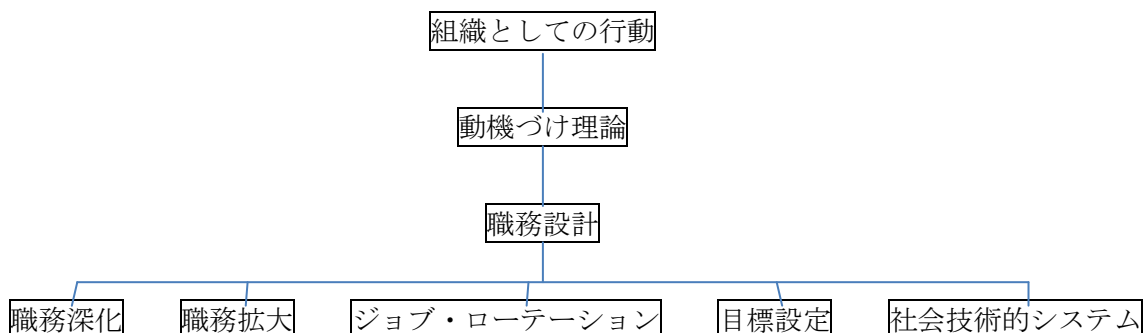 組織としての行動
動機づけ理論
職務設計
職務深化 職務拡大 ジョブ・ローテーション 目標設定 社会技術的システム